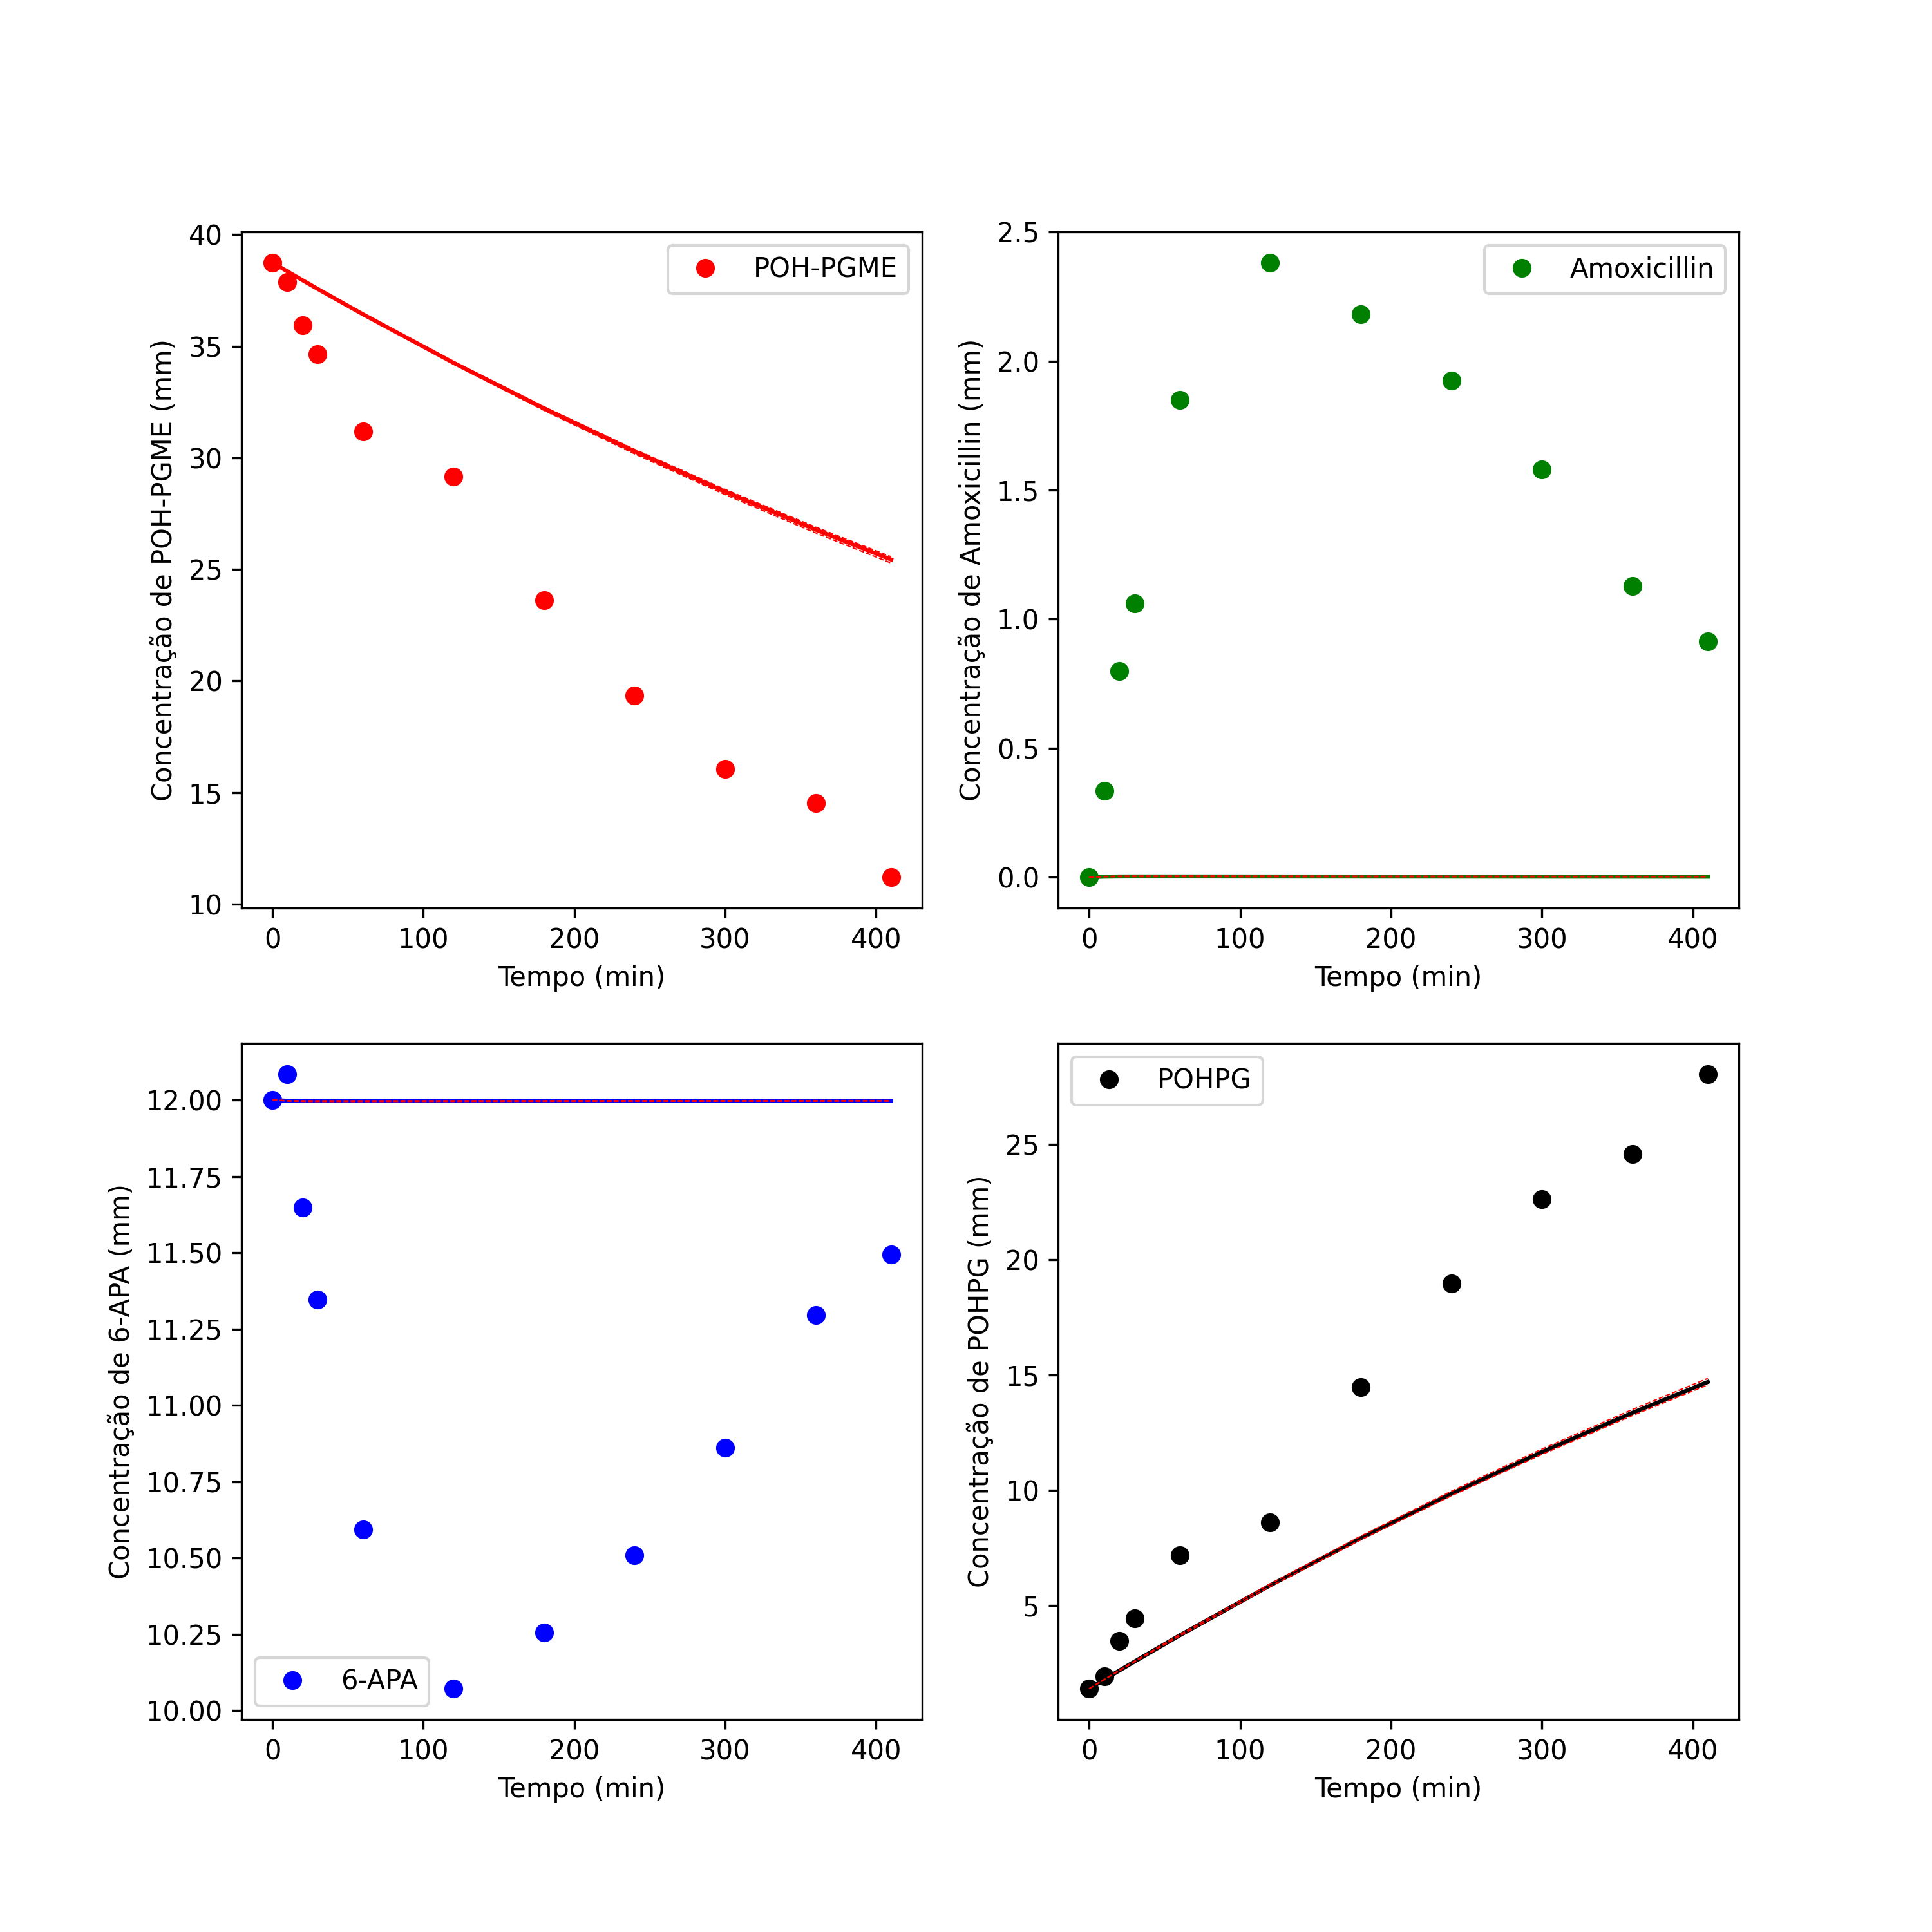 POH-PGME
Concentração de POH-PGME (mm)
40
35
30
25
20
15
10
0 100 200 300 400
Tempo (min)
Amoxicillin
Concentração de Amoxicillin (mm)
2.5
2.0
1.5
1.0
0.5
0.0
0 100 200 300 400
Tempo (min)
6-APA
Concentração de 6-APA (mm)
12.00
11.75
11.50
11.25
11.00
10.75
10.50
10.25
10.00
0 100 200 300 400
Tempo (min)
POHPG
Concentração de POHPG (mm)
25
20
15
10
5
0 100 200 300 400
Tempo (min)